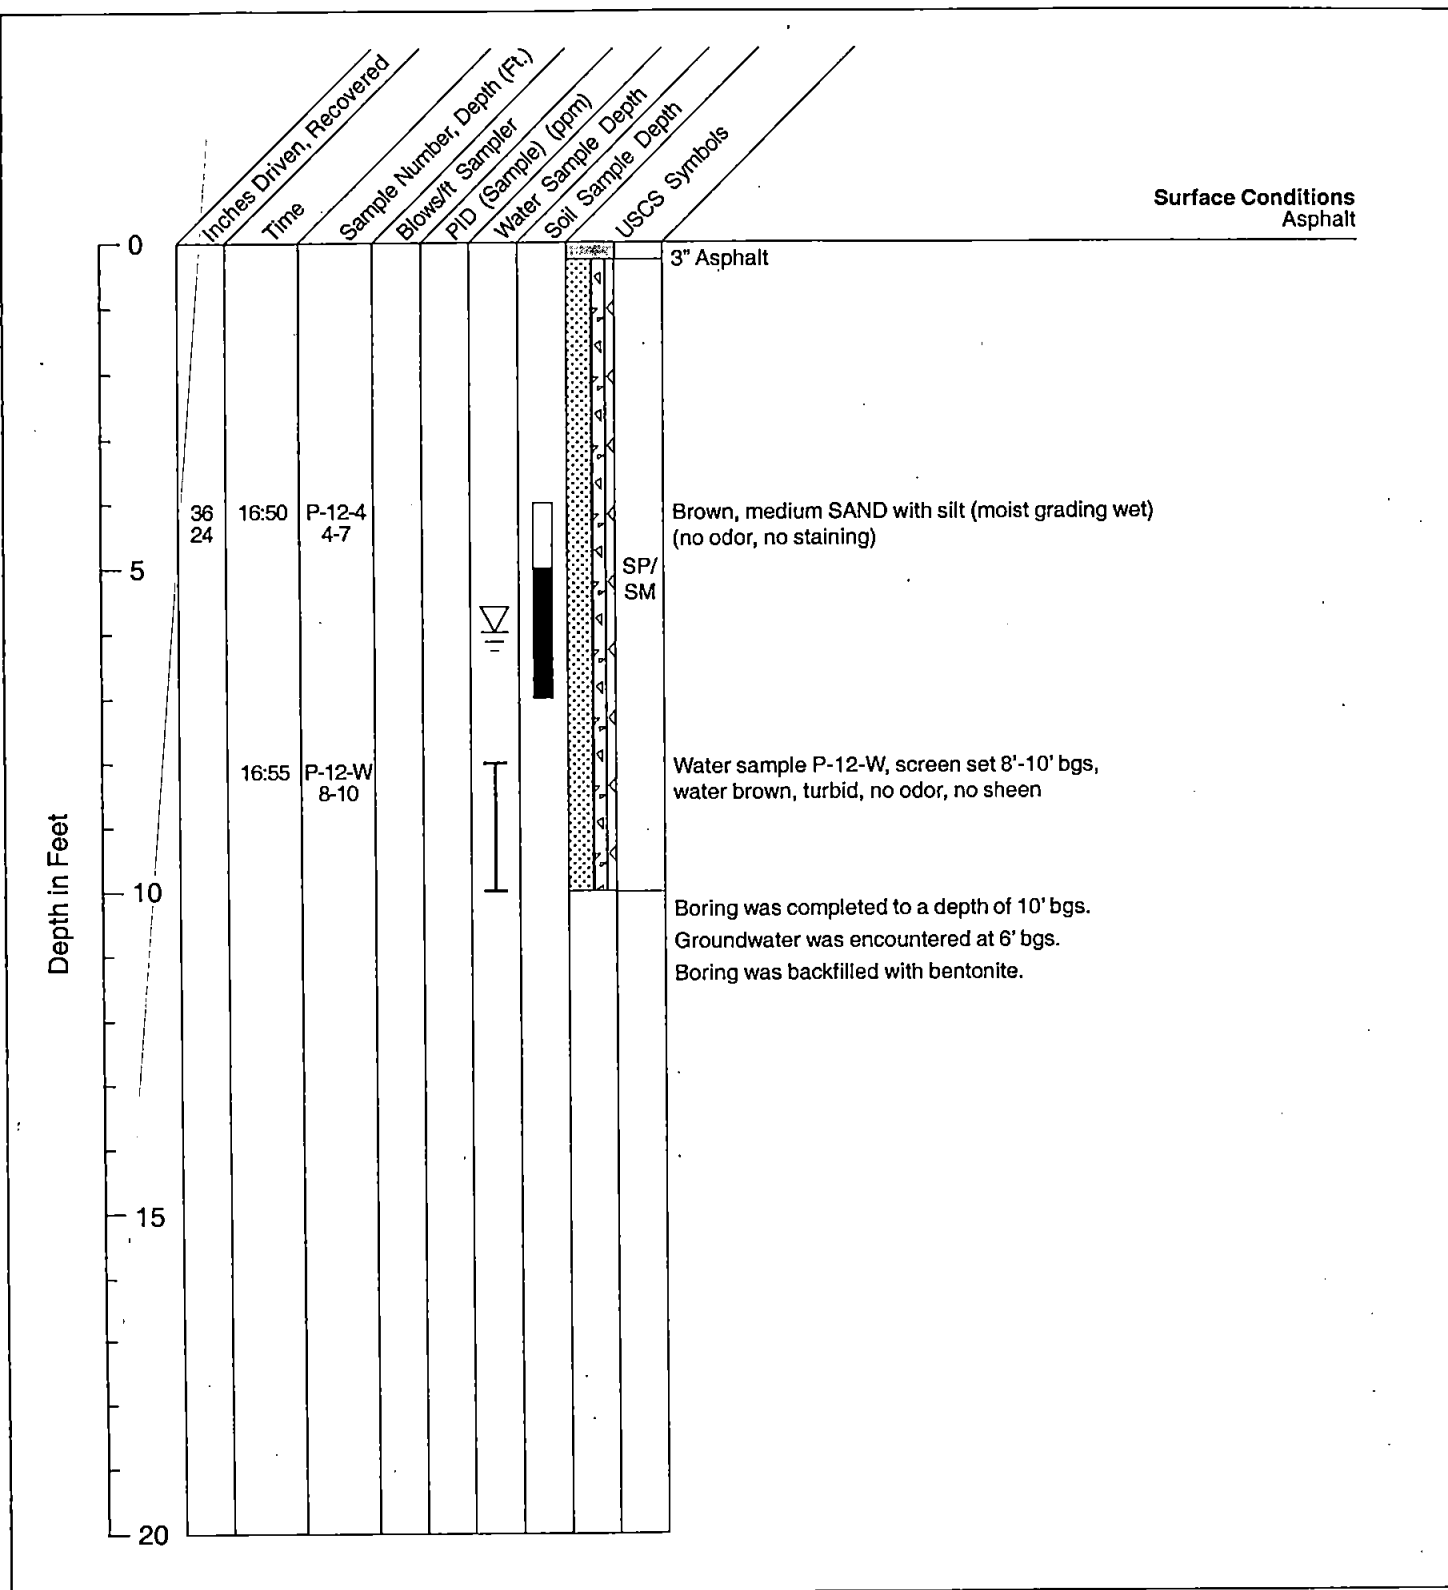 Inches Driven, Recovered
Time
Sample Number, Depth (Ft.)
Blows/ft Sampler
PID (Sample) (ppm)
Water Sample Depth
Soil Sample Depth
USCS Symbols
Surface Conditions
Asphalt
0
3" Asphalt
36 16:50 P-12-4 Brown, medium SAND with silt (moist grading wet)
24 4-7 (no odor, no staining)
5
SP/
SM
16:55 P-12-W Water sample P-12-W, screen set 8'-10' bgs,
8-10 water brown, turbid, no odor, no sheen
Depth in Feet
10
Boring was completed to a depth of 10' bgs.
Groundwater was encountered at 6' bgs.
Boring was backfilled with bentonite.
15
20